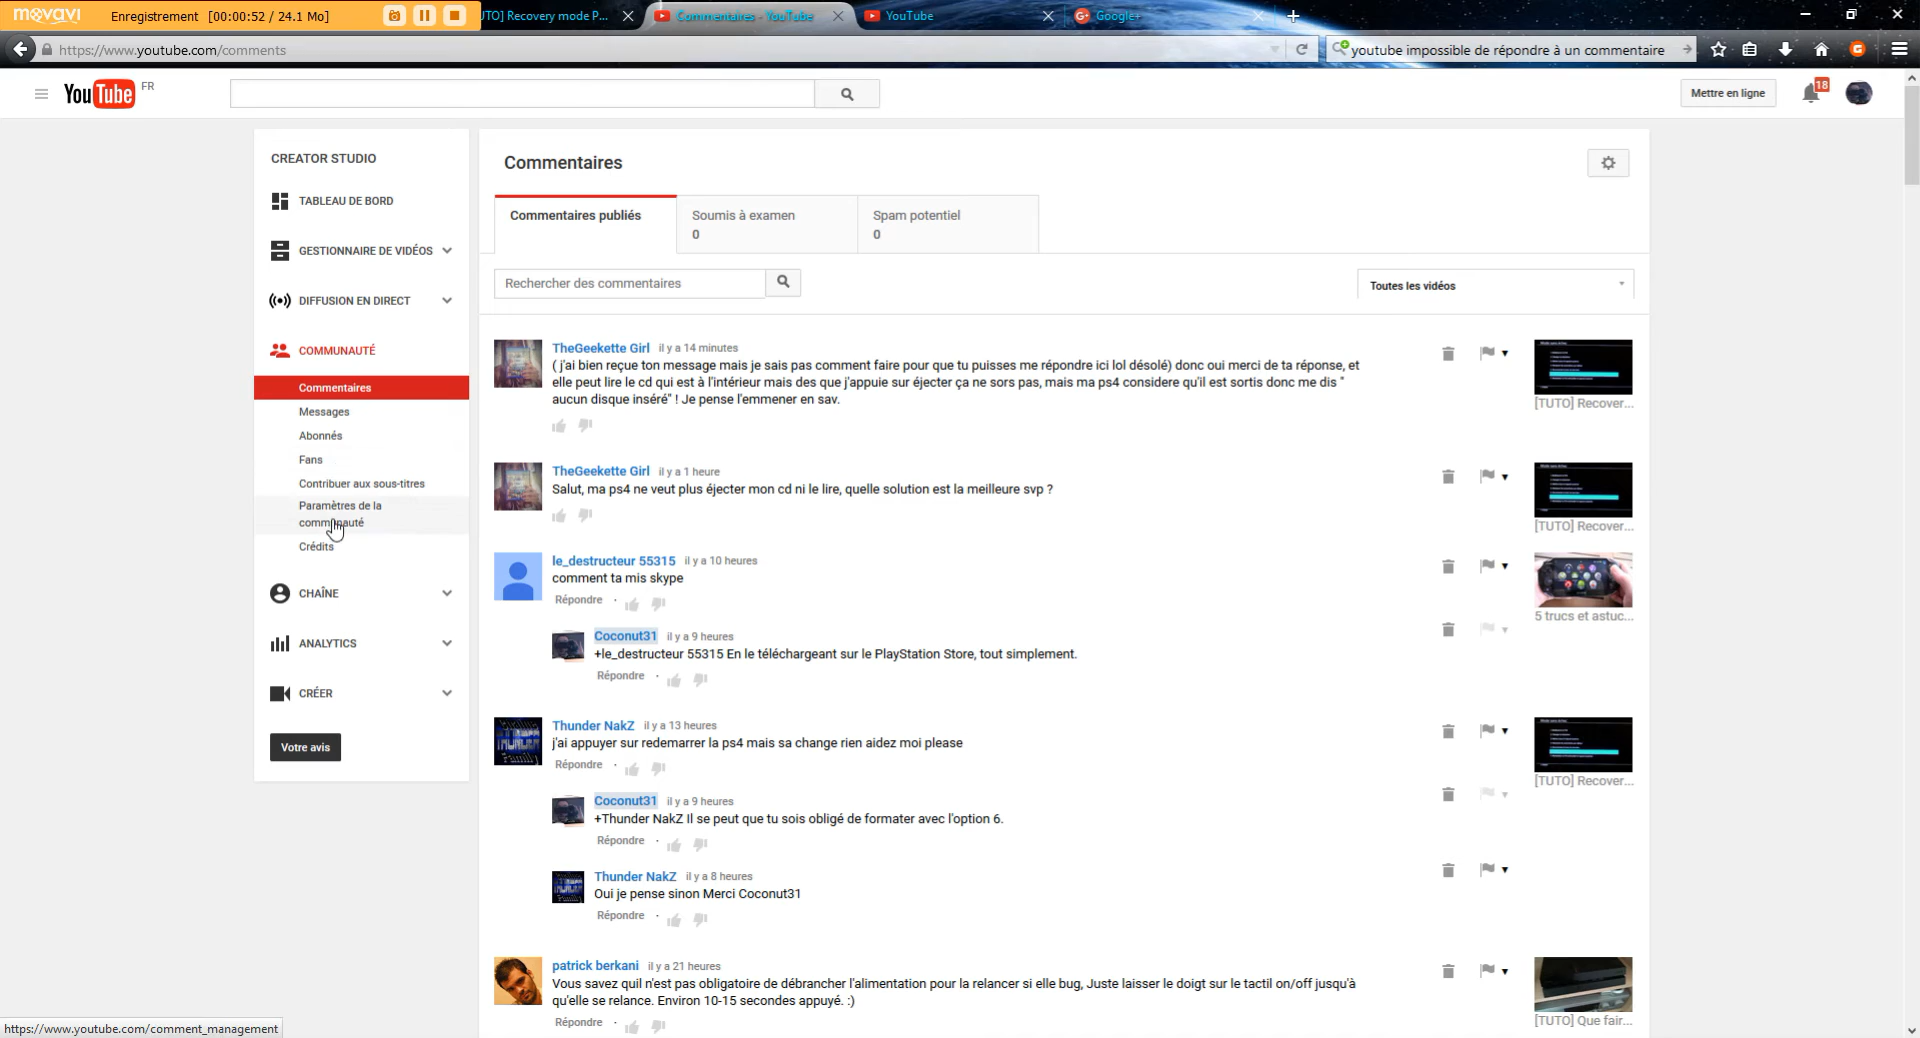 movavi Enregistrement [00:00:52 / 24.1 Mo] TUTO] Recovery mode P... Commentaires - YouTube YouTube Google+
https://www.youtube.com/comments youtube impossible de répondre à un commentaire
YouTube FR Mettre en ligne 18
CREATOR STUDIO
TABLEAU DE BORD
GESTIONNAIRE DE VIDÉOS
DIFFUSION EN DIRECT
COMMUNAUTÉ
Commentaires
Messages
Abonnés
Fans
Contribuer aux sous-titres
Paramètres de la
communauté
Crédits
CHAÎNE
ANALYTICS
CRÉER
Votre avis
Commentaires
Commentaires publiés Soumis à examen Spam potentiel
0 0
Rechercher des commentaires Toutes les vidéos
TheGeekette Girl il y a 14 minutes
( j'ai bien reçue ton message mais je sais pas comment faire pour que tu puisses me répondre ici lol désolé) donc oui merci de ta réponse, et
elle peut lire le cd qui est à l'intérieur mais des que j'appuie sur éjecter ça ne sors pas, mais ma ps4 considere qu'il est sortis donc me dis "
aucun disque inséré" ! Je pense l'emmener en sav.
[TUTO] Recover...
TheGeekette Girl il y a 1 heure
Salut, ma ps4 ne veut plus éjecter mon cd ni le lire, quelle solution est la meilleure svp ?
[TUTO] Recover...
le_destructeur 55315 il y a 10 heures
comment ta mis skype
Répondre ·
5 trucs et astuc...
Coconut31 il y a 9 heures
+le_destructeur 55315 En le téléchargeant sur le PlayStation Store, tout simplement.
Répondre ·
Thunder NakZ il y a 13 heures
j'ai appuyer sur redemarrer la ps4 mais sa change rien aidez moi please
Répondre ·
[TUTO] Recover...
Coconut31 il y a 9 heures
+Thunder NakZ Il se peut que tu sois obligé de formater avec l'option 6.
Répondre ·
Thunder NakZ il y a 8 heures
Oui je pense sinon Merci Coconut31
Répondre ·
patrick berkani il y a 21 heures
Vous savez quil n'est pas obligatoire de débrancher l'alimentation pour la relancer si elle bug, Juste laisser le doigt sur le tactil on/off jusqu'à
qu'elle se relance. Environ 10-15 secondes appuyé. :)
Répondre ·
[TUTO] Que fair...
https://www.youtube.com/comment_management